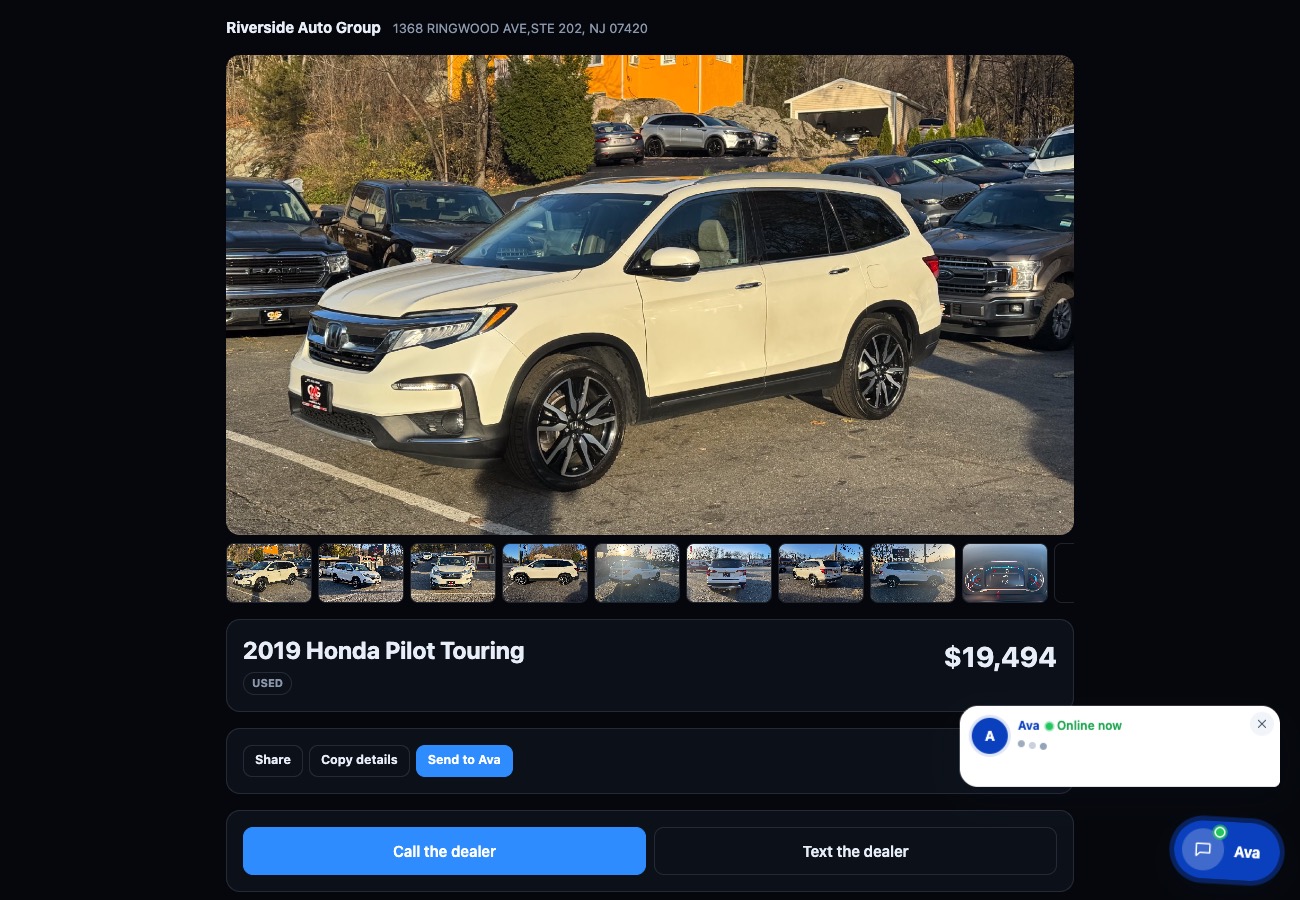 Riverside Auto Group 1368 RINGWOOD AVE,STE 202, NJ 07420
2019 Honda Pilot Touring
$19,494
USED
Ava Online now
A
Share Copy details Send to Ava
Call the dealer Text the dealer
Ava